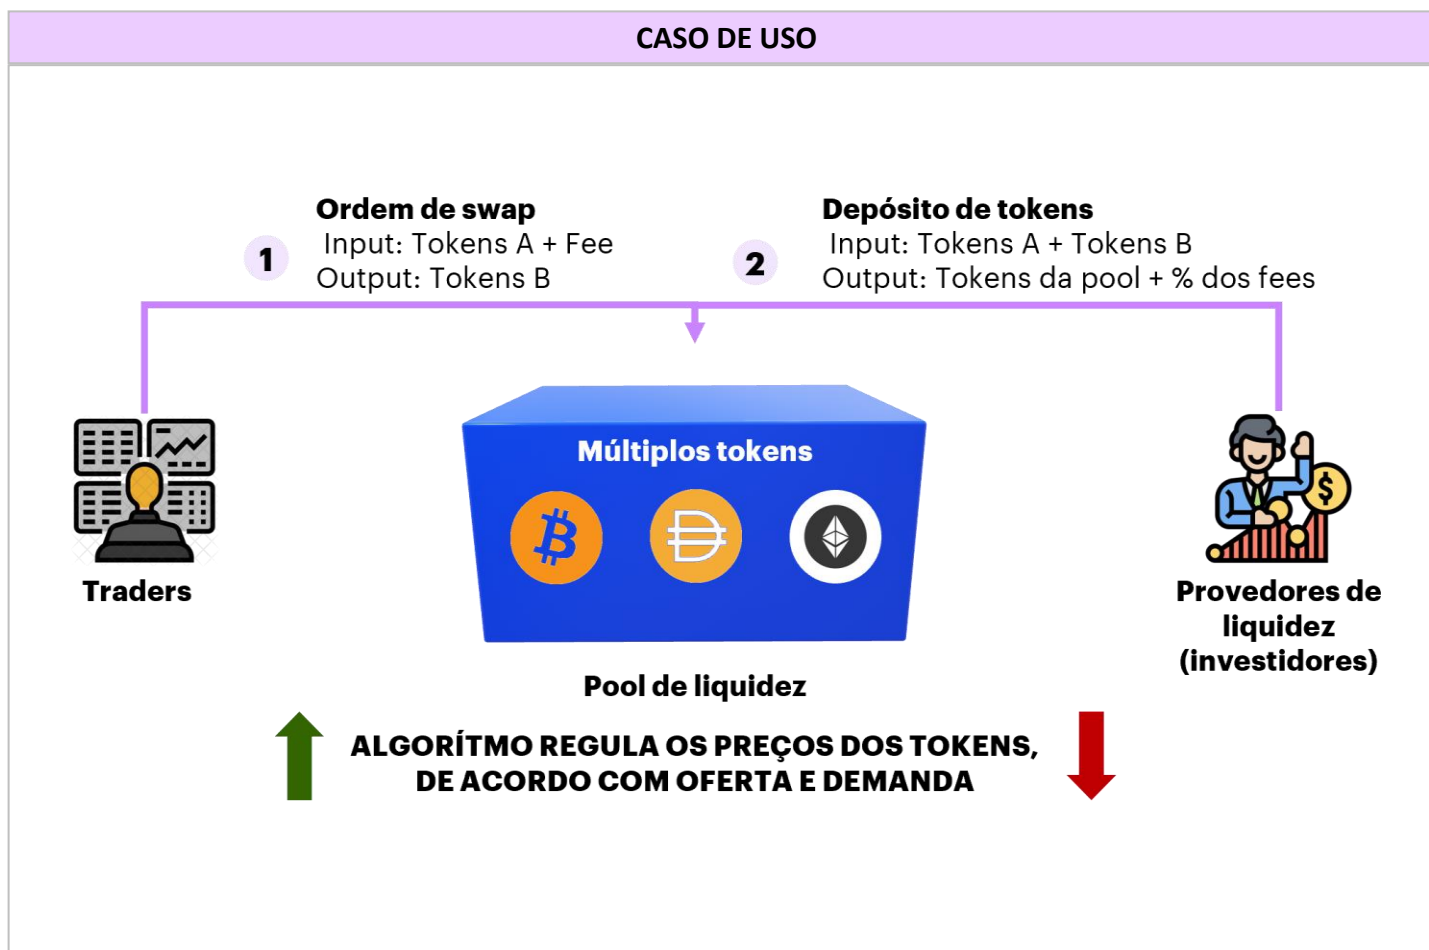 CASO DE USO
Ordem de swap
1
Input: Tokens A + Fee
Output: Tokens B
Depósito de tokens
2
Input: Tokens A + Tokens B
Output: Tokens da pool + % dos fees
Múltiplos tokens
Traders
Provedores de
liquidez
(investidores)
Pool de liquidez
ALGORÍTMO REGULA OS PREÇOS DOS TOKENS,
DE ACORDO COM OFERTA E DEMANDA